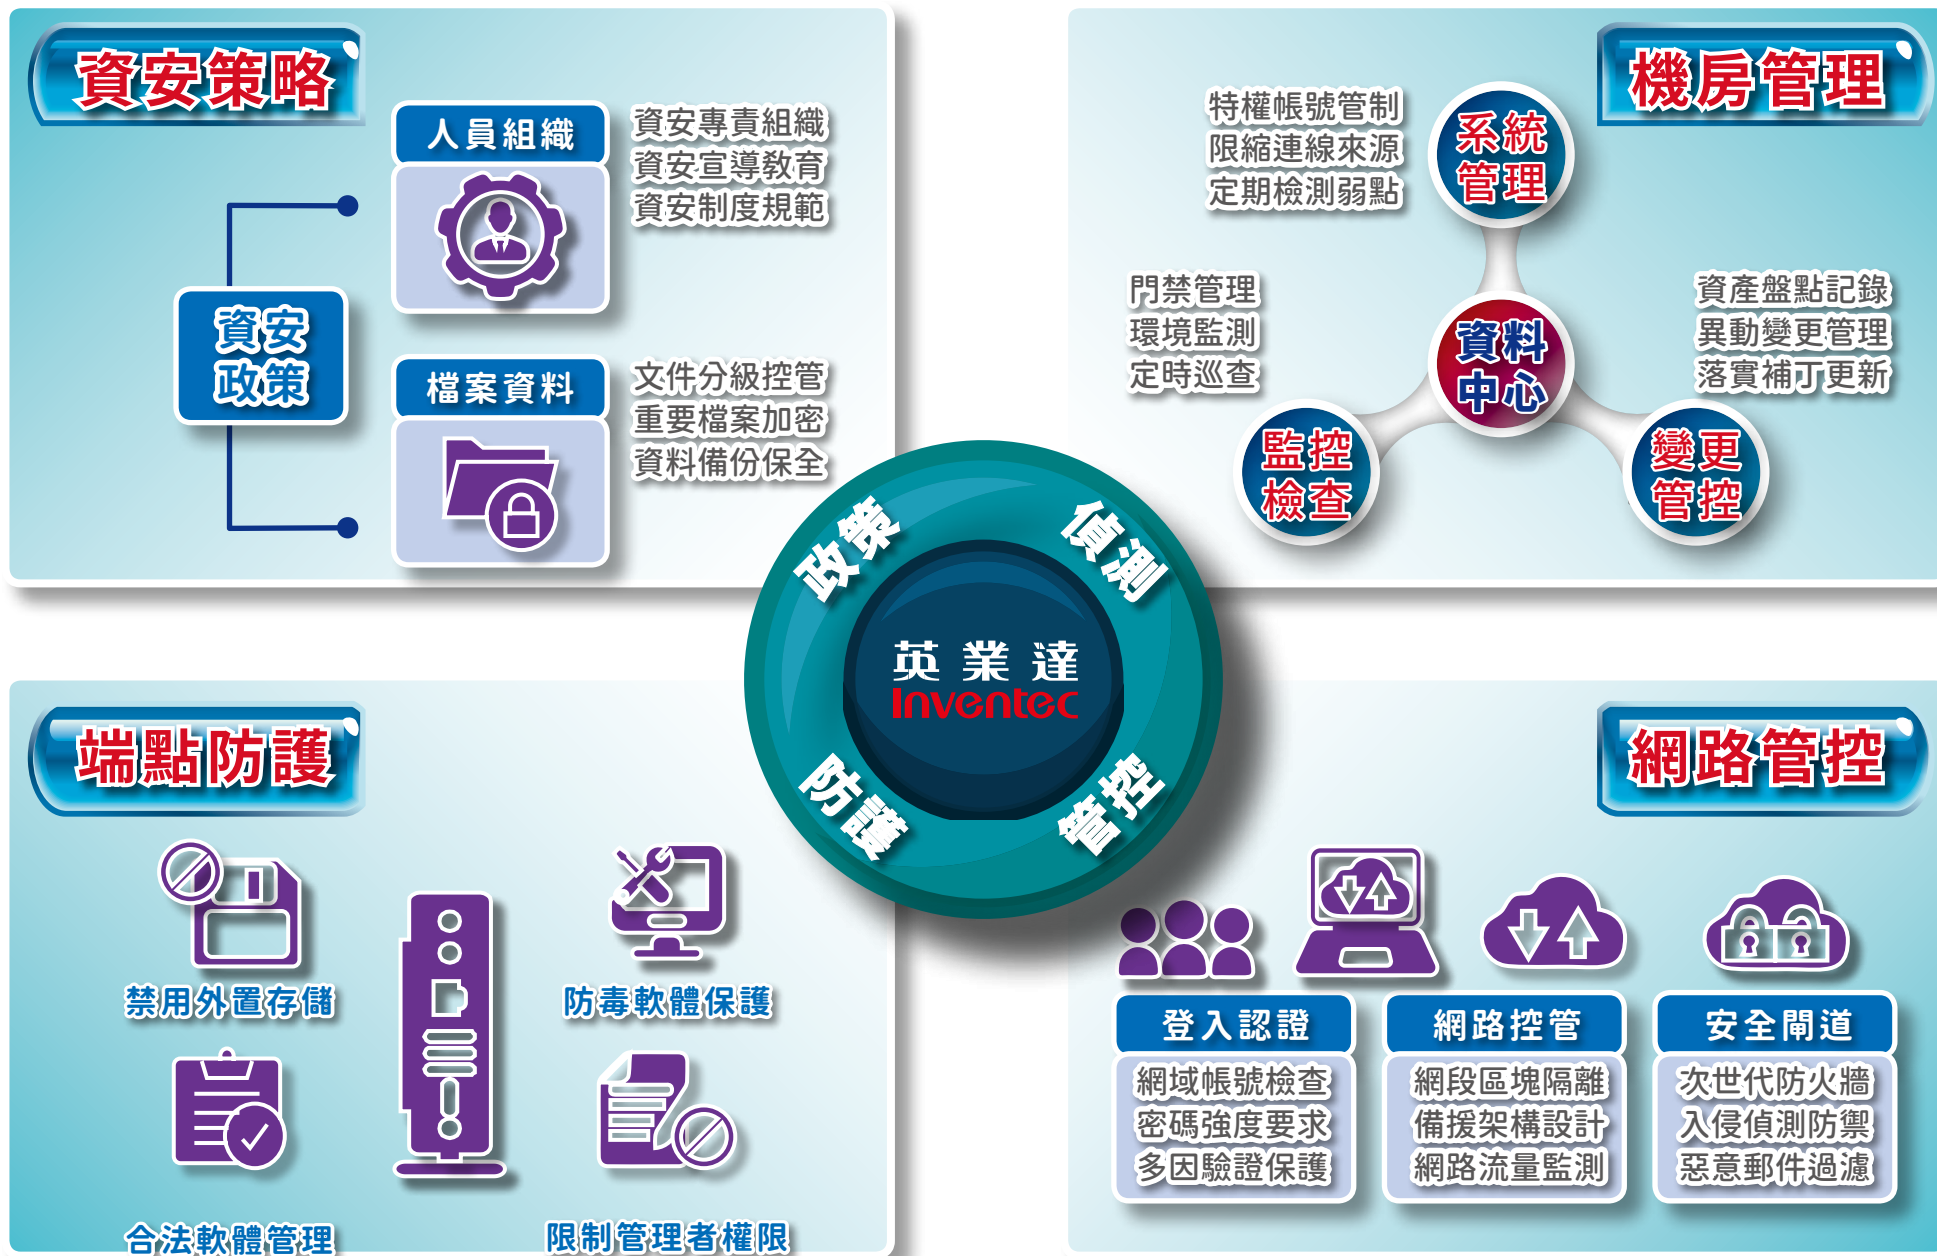 資安策略
人員組織
資安專責組織
資安宣導教育
資安制度規範
資安
政策
檔案資料
文件分級控管
重要檔案加密
資料備份保全
機房管理
特權帳號管制
限縮連線來源
定期檢測弱點
系統
管理
門禁管理
環境監測
定時巡查
資料
中心
資產盤點記錄
異動變更管理
落實補丁更新
監控
檢查
變更
管控
政策
偵測
英業達
Inventec
防護
管控
端點防護
禁用外置存儲
防毒軟體保護
合法軟體管理
限制管理者權限
網路管控
登入認證
網域帳號檢查
密碼強度要求
多因驗證保護
網路控管
網段區塊隔離
備援架構設計
網路流量監測
安全閘道
次世代防火牆
入侵偵測防禦
惡意郵件過濾